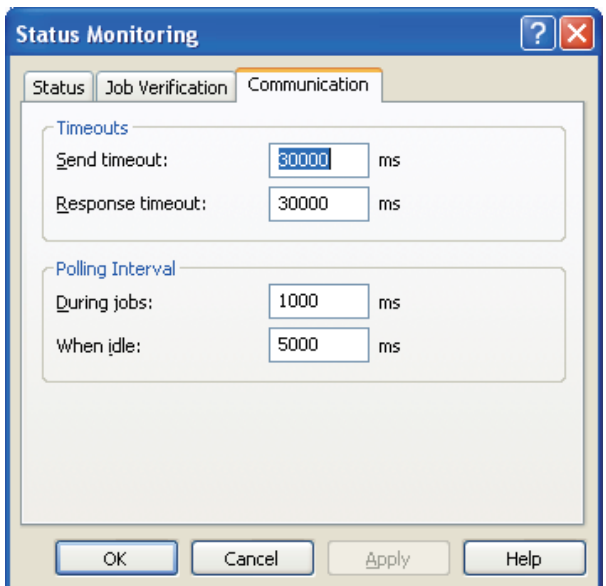 Status Monitoring
Status Job Verification Communication
Timeouts
Send timeout: 30000 ms
Response timeout: 30000 ms
Polling Interval
During jobs: 1000 ms
When idle: 5000 ms
OK Cancel Apply Help